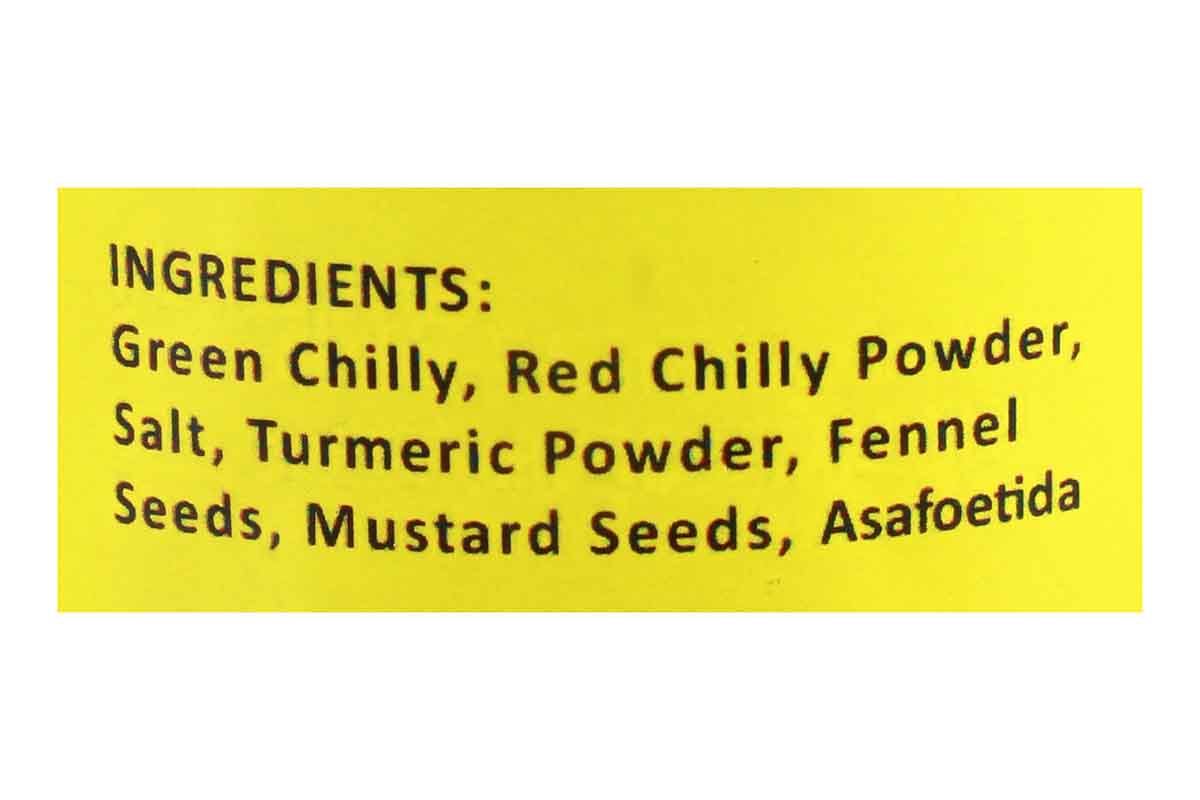 INGREDIENTS:
Green Chilly, Red Chilly Powder,
Salt, Turmeric Powder, Fennel
Seeds, Mustard Seeds, Asafoetida